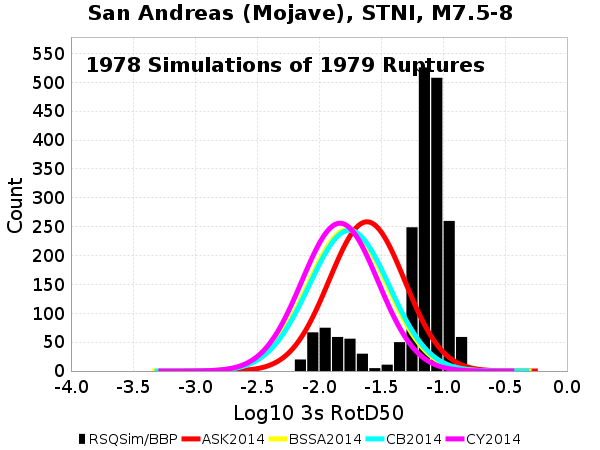 San Andreas (Mojave), STNI, M7.5-8
1978 Simulations of 1979 Ruptures
Count
550
500
450
400
350
300
250
200
150
100
50
0
-4.0 -3.5 -3.0 -2.5 -2.0 -1.5 -1.0 -0.5 0.0
Log10 3s RotD50
RSQSim/BBP ASK2014 BSSA2014 CB2014 CY2014